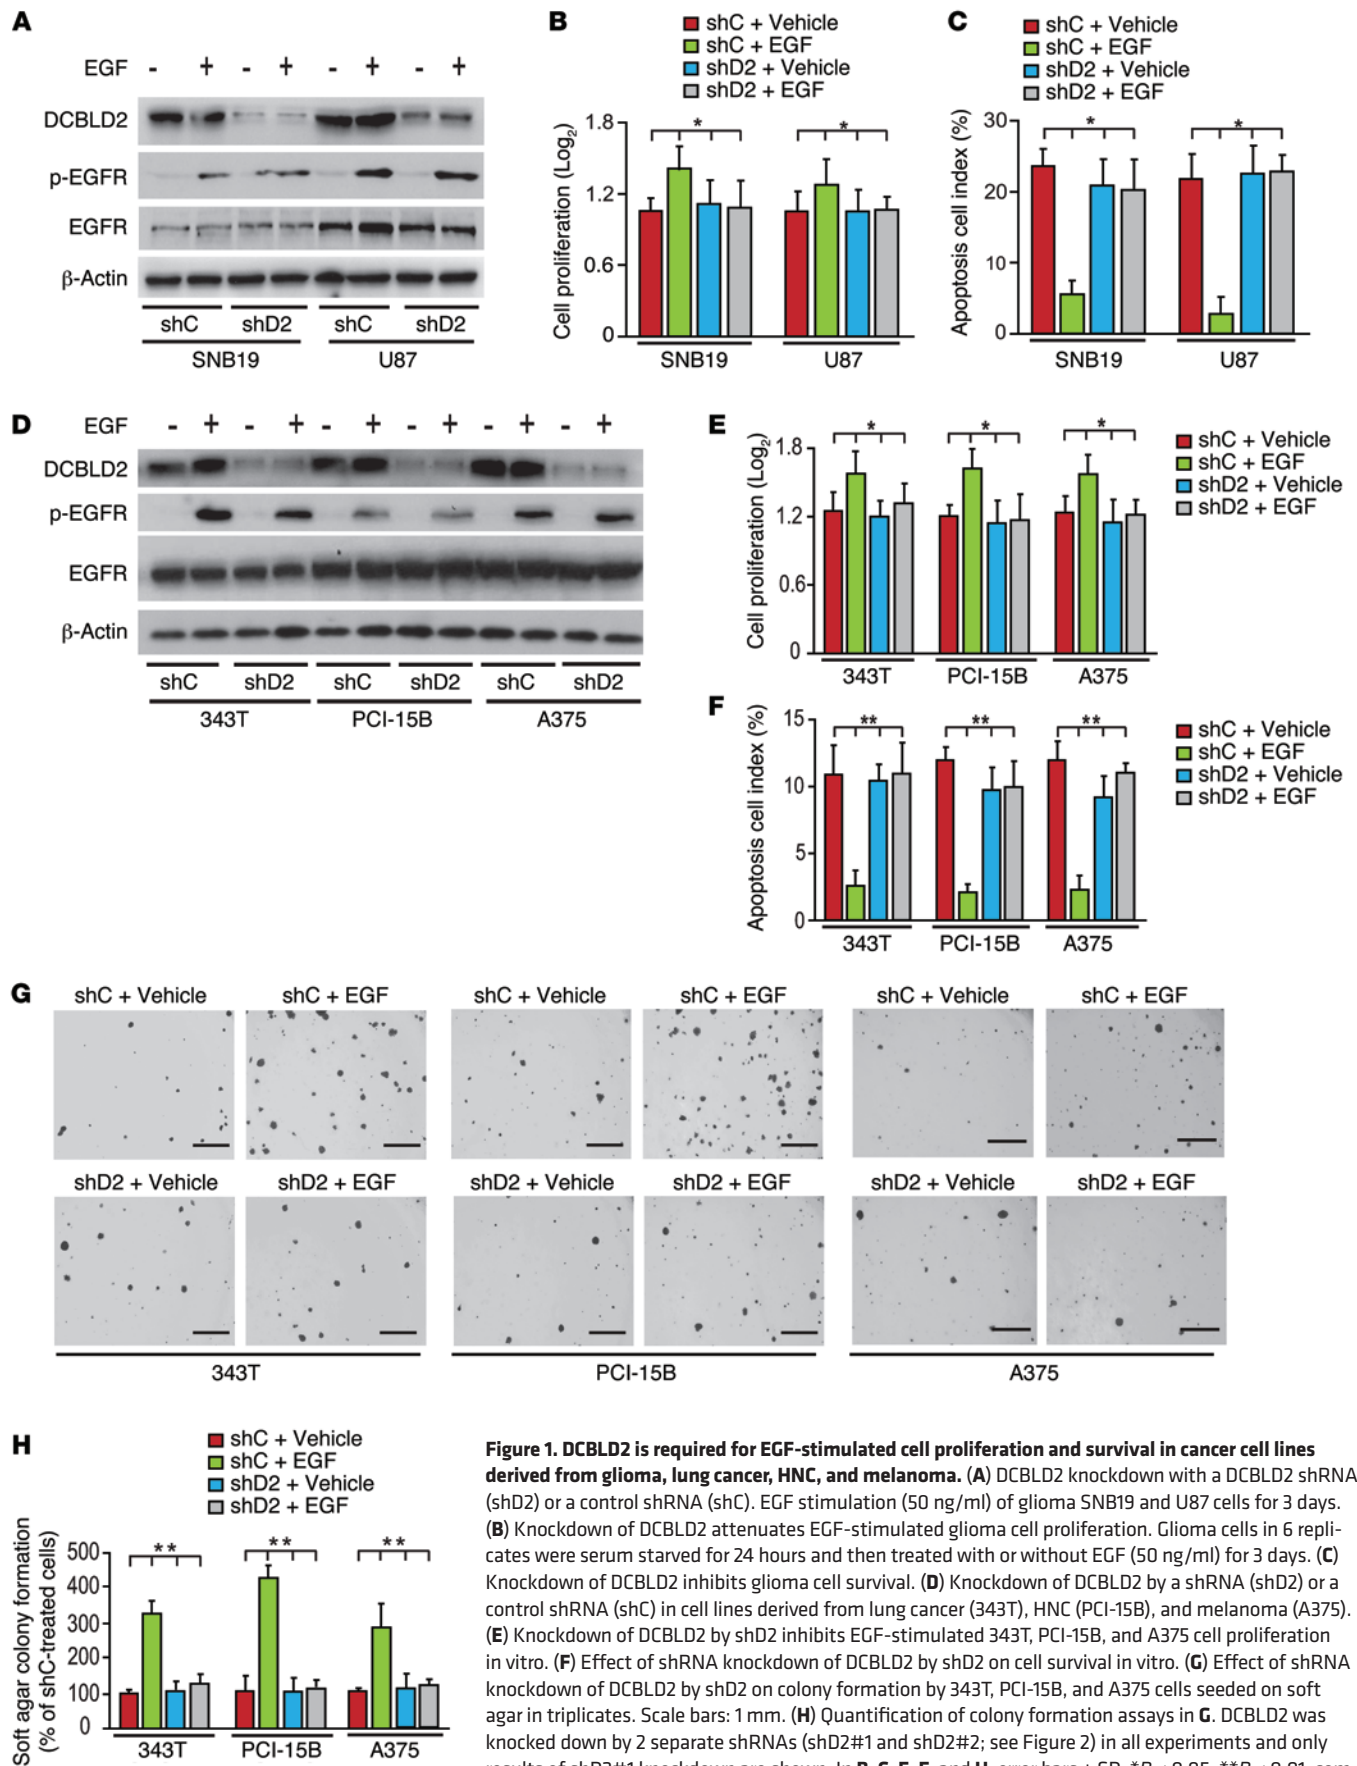 A
EGF - + - + - + - +
DCBLD2
p-EGFR
EGFR
β-Actin
shC shD2 shC shD2
SNB19 U87
B
shC + Vehicle
shC + EGF
shD2 + Vehicle
shD2 + EGF
Cell proliferation (Log2)
1.8
1.2
0.6
0
* *
SNB19 U87
C
shC + Vehicle
shC + EGF
shD2 + Vehicle
shD2 + EGF
Apoptosis cell index (%)
30
20
10
0
* *
SNB19 U87
D
EGF - + - + - + - + - + - +
DCBLD2
p-EGFR
EGFR
β-Actin
shC shD2 shC shD2 shC shD2
343T PCI-15B A375
E
Cell proliferation (Log2)
1.8
1.2
0.6
0
* * *
343T PCI-15B A375
shC + Vehicle
shC + EGF
shD2 + Vehicle
shD2 + EGF
F
Apoptosis cell index (%)
15
10
5
0
** ** **
343T PCI-15B A375
shC + Vehicle
shC + EGF
shD2 + Vehicle
shD2 + EGF
G
shC + Vehicle shC + EGF shC + Vehicle shC + EGF shC + Vehicle shC + EGF
shD2 + Vehicle shD2 + EGF shD2 + Vehicle shD2 + EGF shD2 + Vehicle shD2 + EGF
343T PCI-15B A375
H
shC + Vehicle
shC + EGF
shD2 + Vehicle
shD2 + EGF
Soft agar colony formation
(% of shC-treated cells)
500
400
300
200
100
0
** ** **
343T PCI-15B A375
Figure 1. DCBLD2 is required for EGF-stimulated cell proliferation and survival in cancer cell lines
derived from glioma, lung cancer, HNC, and melanoma. (A) DCBLD2 knockdown with a DCBLD2 shRNA
(shD2) or a control shRNA (shC). EGF stimulation (50 ng/ml) of glioma SNB19 and U87 cells for 3 days.
(B) Knockdown of DCBLD2 attenuates EGF-stimulated glioma cell proliferation. Glioma cells in 6 repli-
cates were serum starved for 24 hours and then treated with or without EGF (50 ng/ml) for 3 days. (C)
Knockdown of DCBLD2 inhibits glioma cell survival. (D) Knockdown of DCBLD2 by a shRNA (shD2) or a
control shRNA (shC) in cell lines derived from lung cancer (343T), HNC (PCI-15B), and melanoma (A375).
(E) Knockdown of DCBLD2 by shD2 inhibits EGF-stimulated 343T, PCI-15B, and A375 cell proliferation
in vitro. (F) Effect of shRNA knockdown of DCBLD2 by shD2 on cell survival in vitro. (G) Effect of shRNA
knockdown of DCBLD2 by shD2 on colony formation by 343T, PCI-15B, and A375 cells seeded on soft
agar in triplicates. Scale bars: 1 mm. (H) Quantification of colony formation assays in G. DCBLD2 was
knocked down by 2 separate shRNAs (shD2#1 and shD2#2; see Figure 2) in all experiments and only